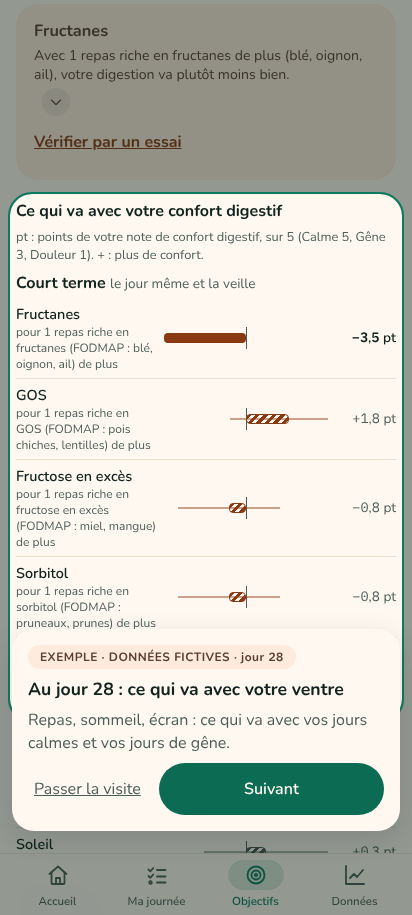 Fructanes
Avec 1 repas riche en fructanes de plus (blé, oignon,
ail), votre digestion va plutôt moins bien.
Vérifier par un essai
Ce qui va avec votre confort digestif
pt : points de votre note de confort digestif, sur 5 (Calme 5, Gêne
3, Douleur 1). + : plus de confort.
Court terme le jour même et la veille
Fructanes
pour 1 repas riche en
fructanes (FODMAP : blé,
oignon, ail) de plus
−3,5 pt
GOS
pour 1 repas riche en
GOS (FODMAP : pois
chiches, lentilles) de plus
+1,8 pt
Fructose en excès
pour 1 repas riche en
fructose en excès
(FODMAP : miel, mangue)
de plus
−0,8 pt
Sorbitol
pour 1 repas riche en
sorbitol (FODMAP :
pruneaux, prunes) de plus
−0,8 pt
EXEMPLE · DONNÉES FICTIVES · jour 28
Au jour 28 : ce qui va avec votre ventre
Repas, sommeil, écran : ce qui va avec vos jours
calmes et vos jours de gêne.
Passer la visite
Suivant
Soleil
+0,3 pt
Accueil
Ma journée
Objectifs
Données